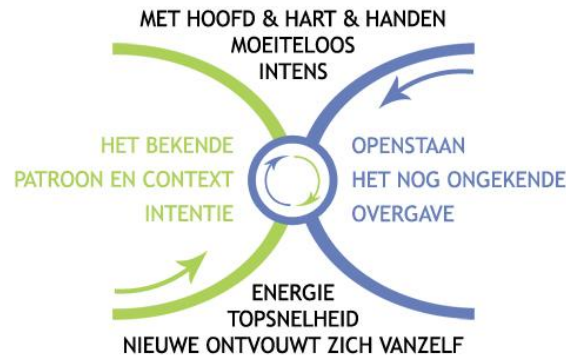 MET HOOFD & HART & HANDEN
MOEITELOOS
INTENS
HET BEKENDE
PATROON EN CONTEXT
INTENTIE
OPENSTAAN
HET NOG ONGEKENDE
OVERGAVE
ENERGIE
TOPSNELHEID
NIEUWE ONTVOUWT ZICH VANZELF